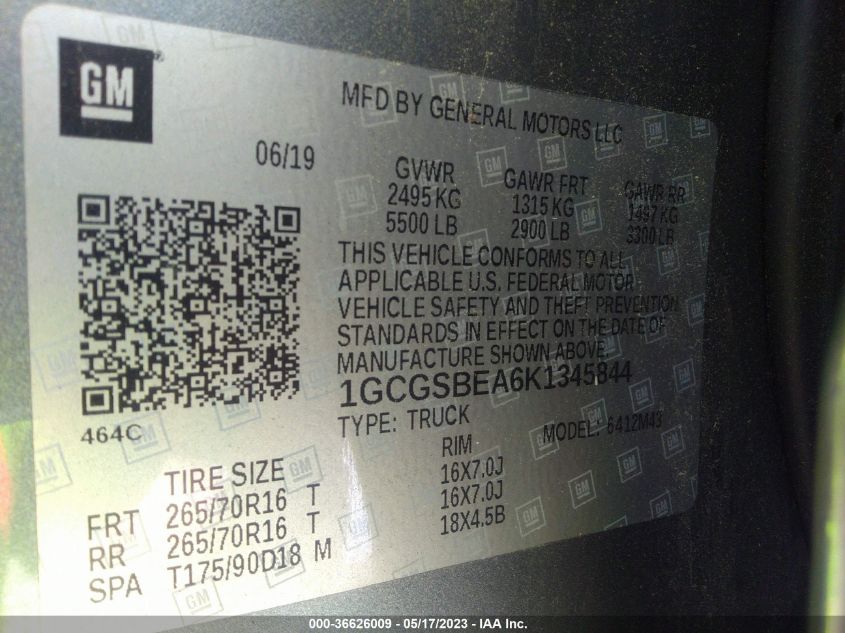 GM
MFD BY GENERAL MOTORS LLC
06/19
GVWR GAWR FRT GAWR RR
2495 KG 1315 KG 1497 KG
5500 LB 2900 LB 3300 LB
THIS VEHICLE CONFORMS TO ALL
APPLICABLE U.S. FEDERAL MOTOR
VEHICLE SAFETY AND THEFT PREVENTION
STANDARDS IN EFFECT ON THE DATE OF
MANUFACTURE SHOWN ABOVE.
1GCGSBEA6K1345844
464C
TYPE: TRUCK MODEL: 6412M43
TIRE SIZE RIM
FRT 265/70R16 T 16X7.0J
RR 265/70R16 T 16X7.0J
SPA T175/90D18 M 18X4.5B
000-36626009 - 05/17/2023 - IAA Inc.